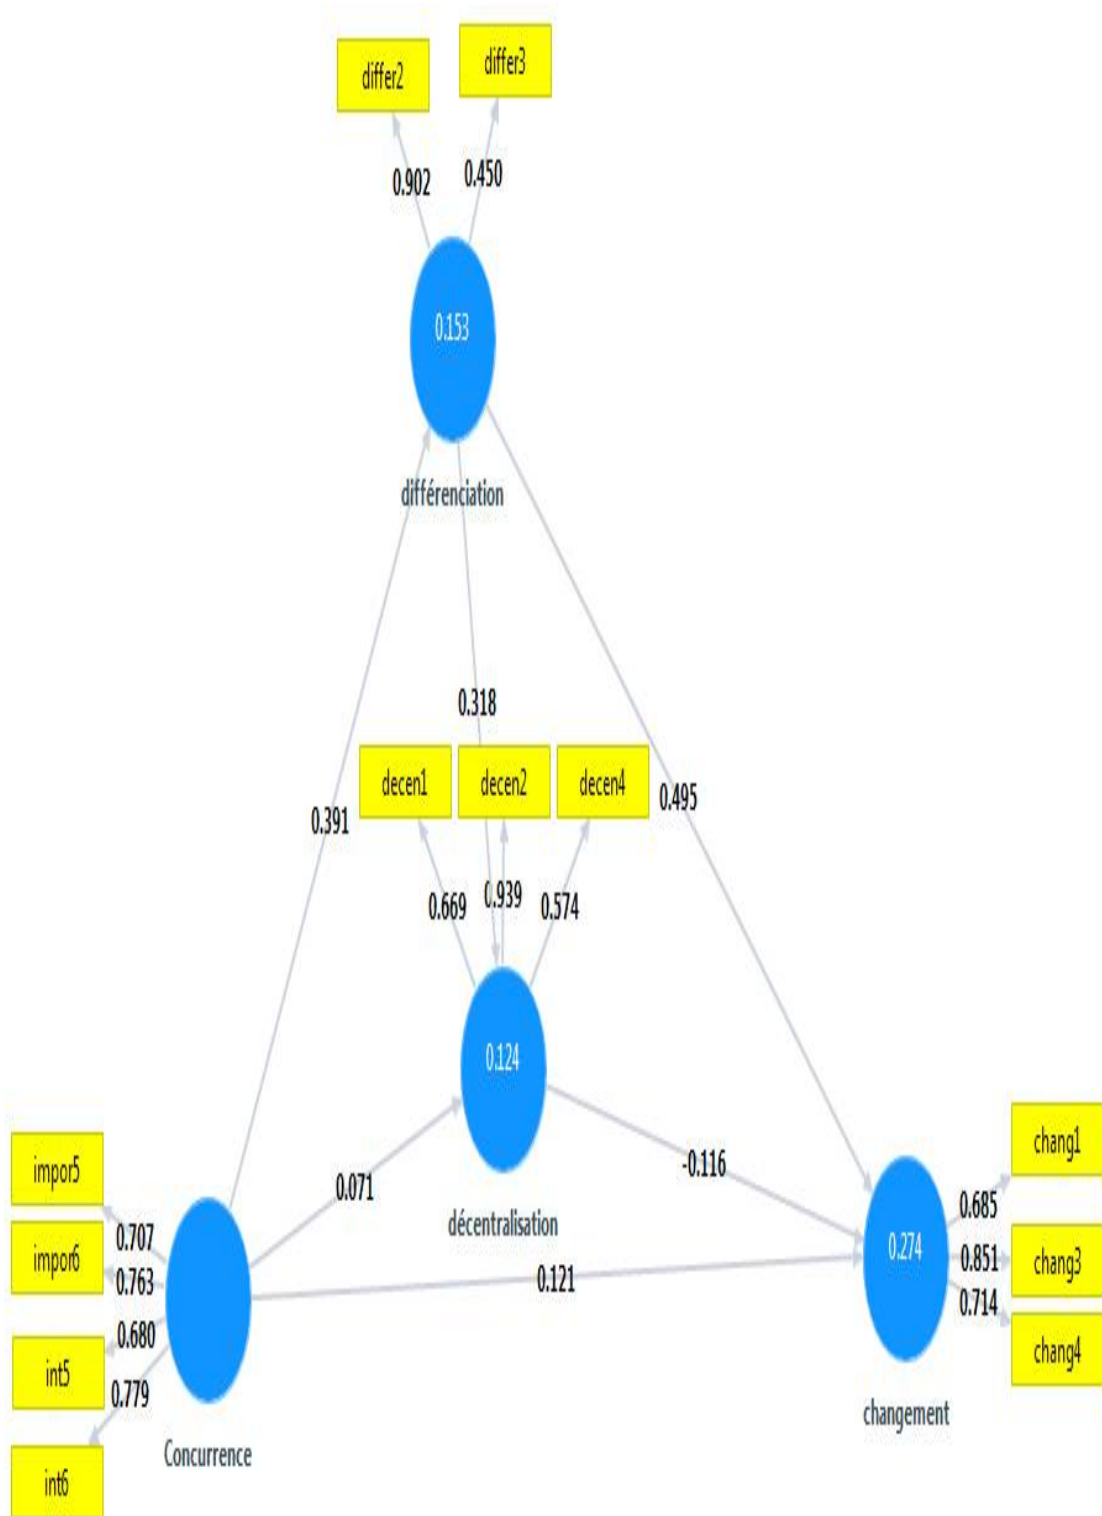 differ2
differ3
0.902
0.450
0.153
différenciation
0.318
decen1
decen2
decen4
0.391
0.495
0.669
0.939
0.574
0.124
décentralisation
0.071
-0.116
0.121
impor5
impor6
int5
int6
0.707
0.763
0.680
0.779
Concurrence
0.274
changement
0.685
0.851
0.714
chang1
chang3
chang4